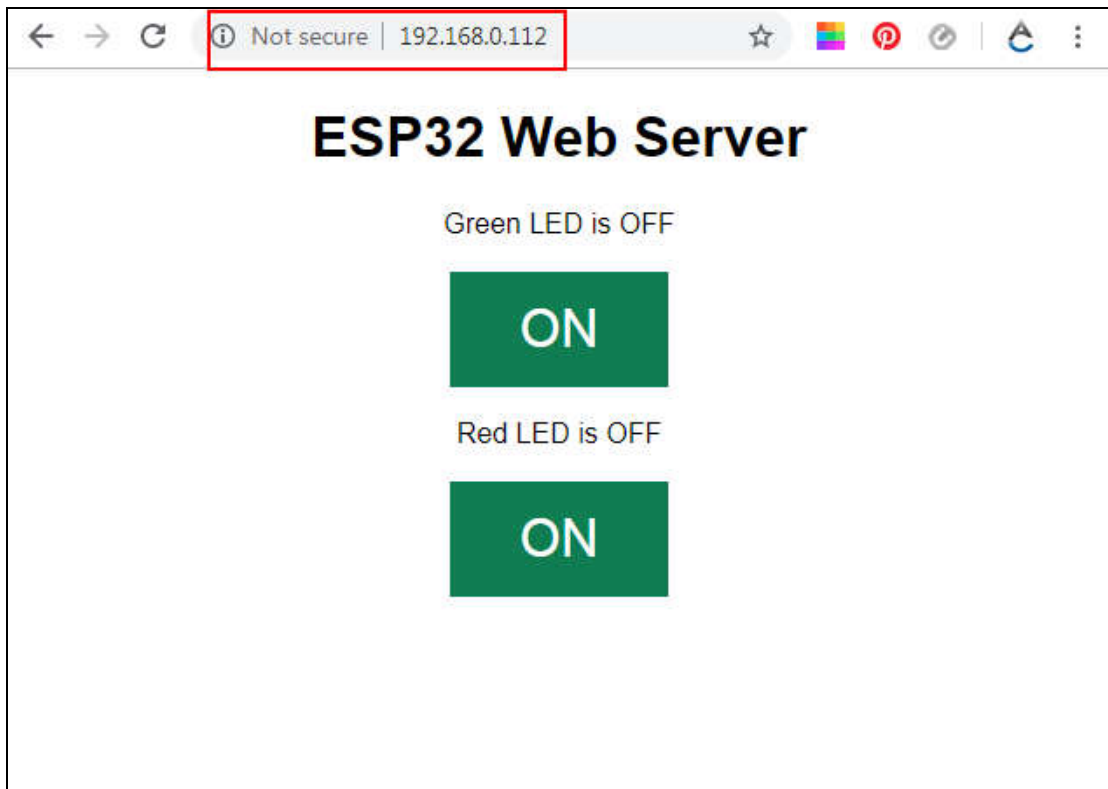 Not secure | 192.168.0.112
ESP32 Web Server
Green LED is OFF
ON
Red LED is OFF
ON